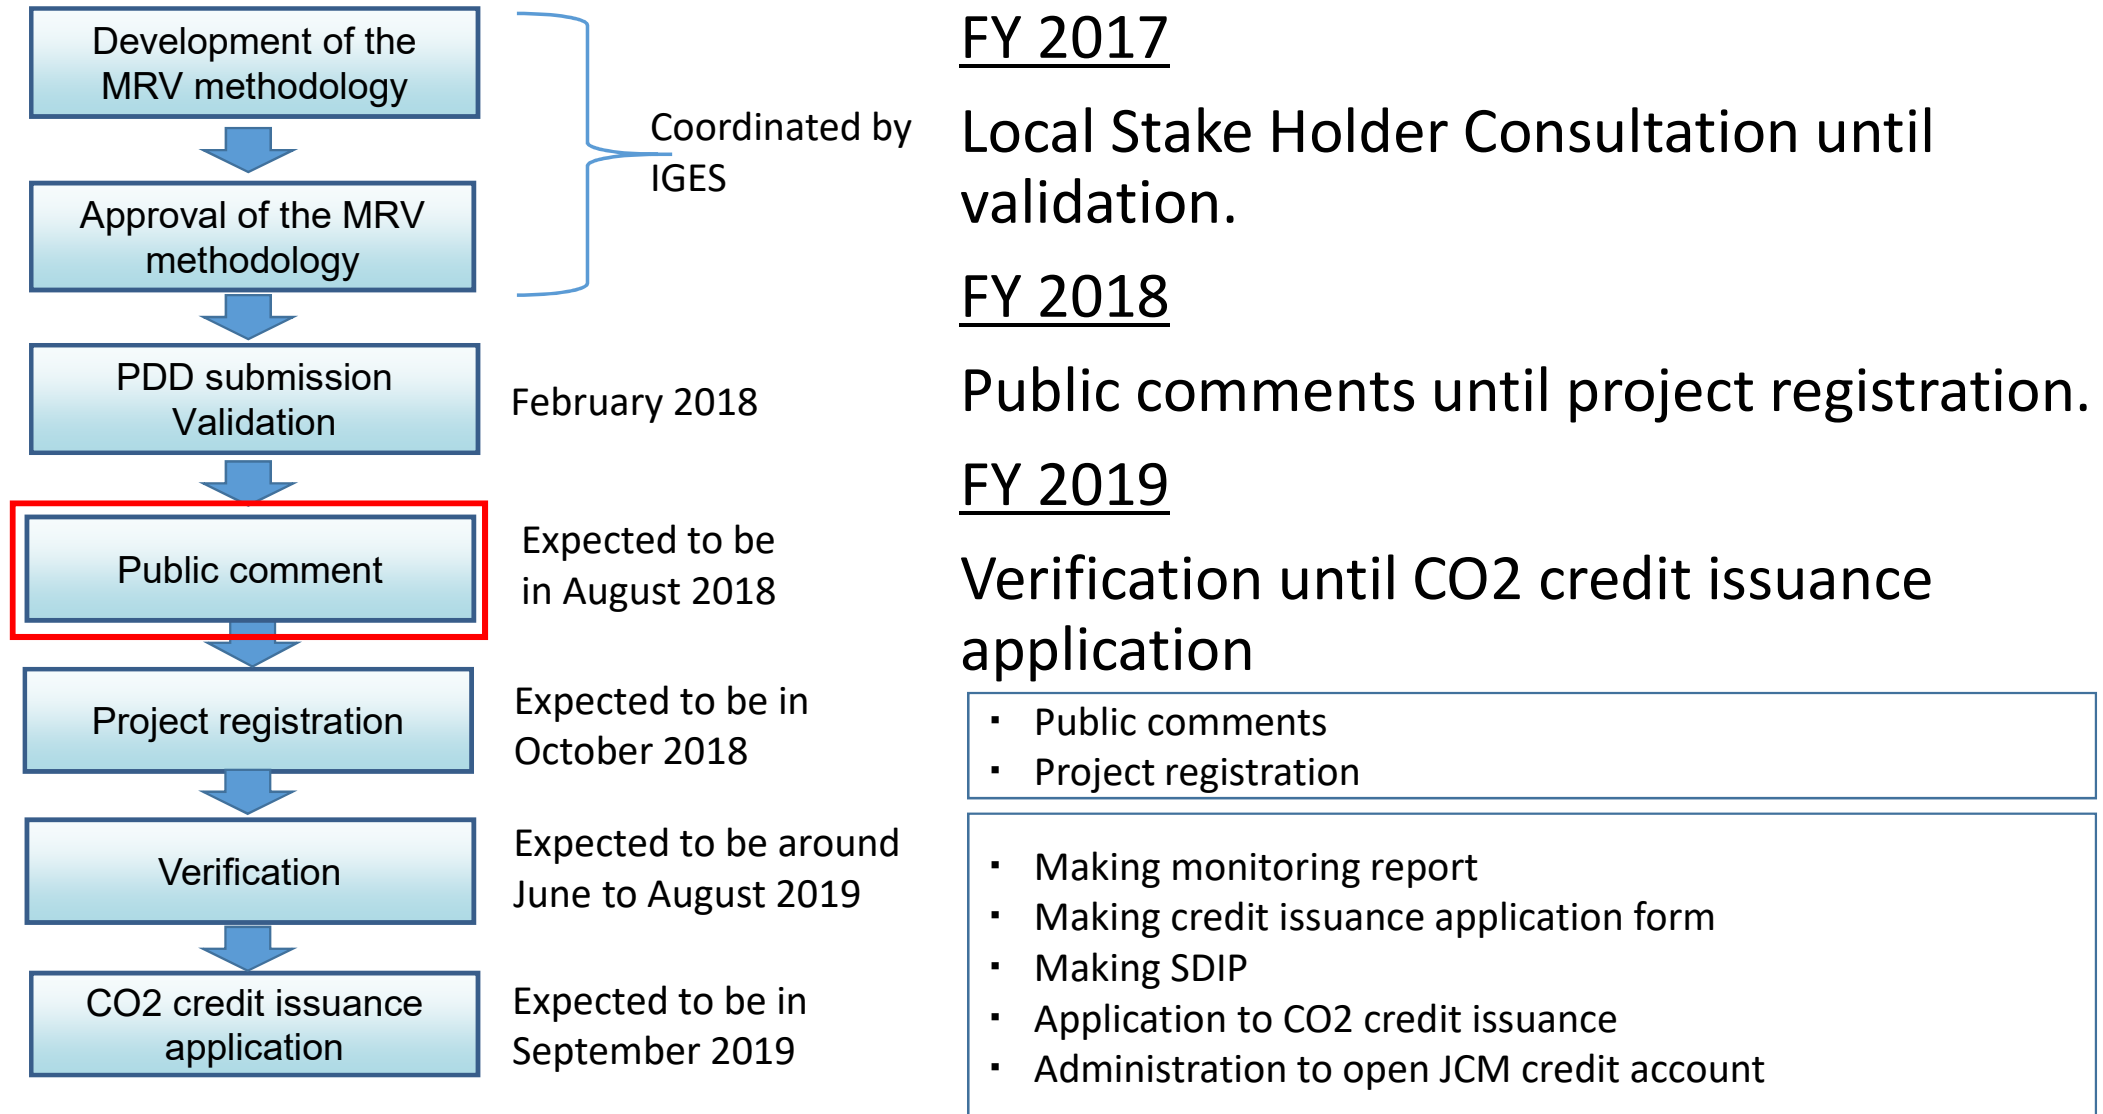 Development of the
MRV methodology
Approval of the MRV
methodology
Coordinated by
IGES
PDD submission
Validation
February 2018
Public comment
Expected to be
in August 2018
Project registration
Expected to be in
October 2018
Verification
Expected to be around
June to August 2019
CO2 credit issuance
application
Expected to be in
September 2019
FY 2017
Local Stake Holder Consultation until
validation.
FY 2018
Public comments until project registration.
FY 2019
Verification until CO2 credit issuance
application
▪ Public comments
▪ Project registration
▪ Making monitoring report
▪ Making credit issuance application form
▪ Making SDIP
▪ Application to CO2 credit issuance
▪ Administration to open JCM credit account